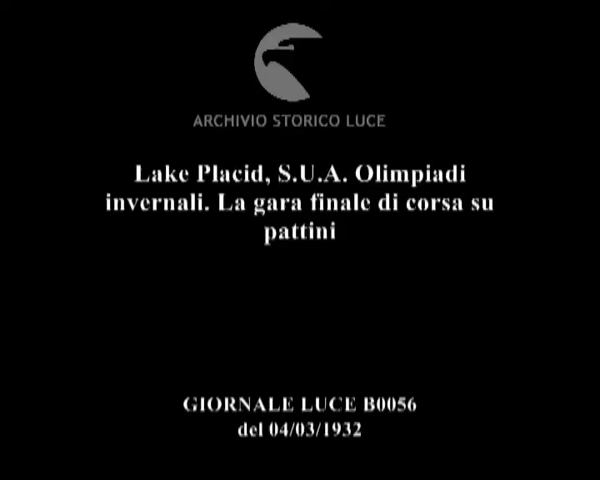 ARCHIVIO STORICO LUCE
Lake Placid, S.U.A. Olimpiadi
invernali. La gara finale di corsa su
pattini
GIORNALE LUCE B0056
del 04/03/1932